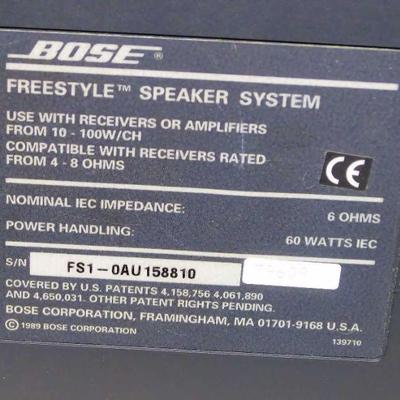 BOSE®
FREESTYLE™ SPEAKER SYSTEM
USE WITH RECEIVERS OR AMPLIFIERS
FROM 10 - 100W/CH
COMPATIBLE WITH RECEIVERS RATED
FROM 4 - 8 OHMS
CE
NOMINAL IEC IMPEDANCE: 6 OHMS
POWER HANDLING: 60 WATTS IEC
S/N FS1-0AU158810
COVERED BY U.S. PATENTS 4,158,756 4,061,890
AND 4,650,031. OTHER PATENT RIGHTS PENDING.
BOSE CORPORATION, FRAMINGHAM, MA 01701-9168 U.S.A.
©1989 BOSE CORPORATION 139710